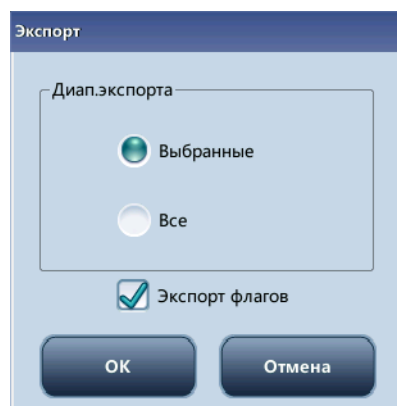 Экспорт
Диап.экспорта
Выбранные
Все
Экспорт флагов
ОК
Отмена